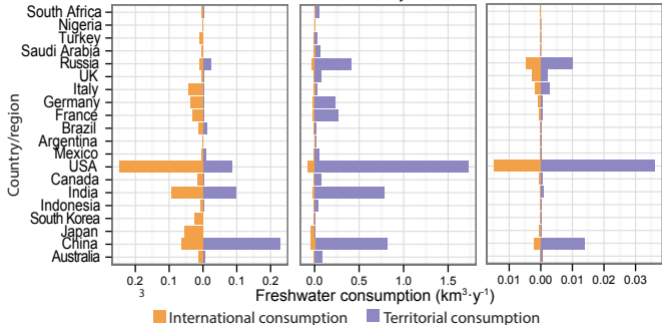 South Africa
Nigeria
Turkey
Saudi Arabia
Russia
UK
Italy
Germany
France
Brazil
Argentina
Mexico
USA
Canada
India
Indonesia
South Korea
Japan
China
Australia
Country/region
0.2 0.1 0.0 0.1 0.2
0.0 0.5 1.0 1.5
0.01 0.00 0.01 0.02 0.03
3
Freshwater consumption (km³·y⁻¹)
International consumption Territorial consumption